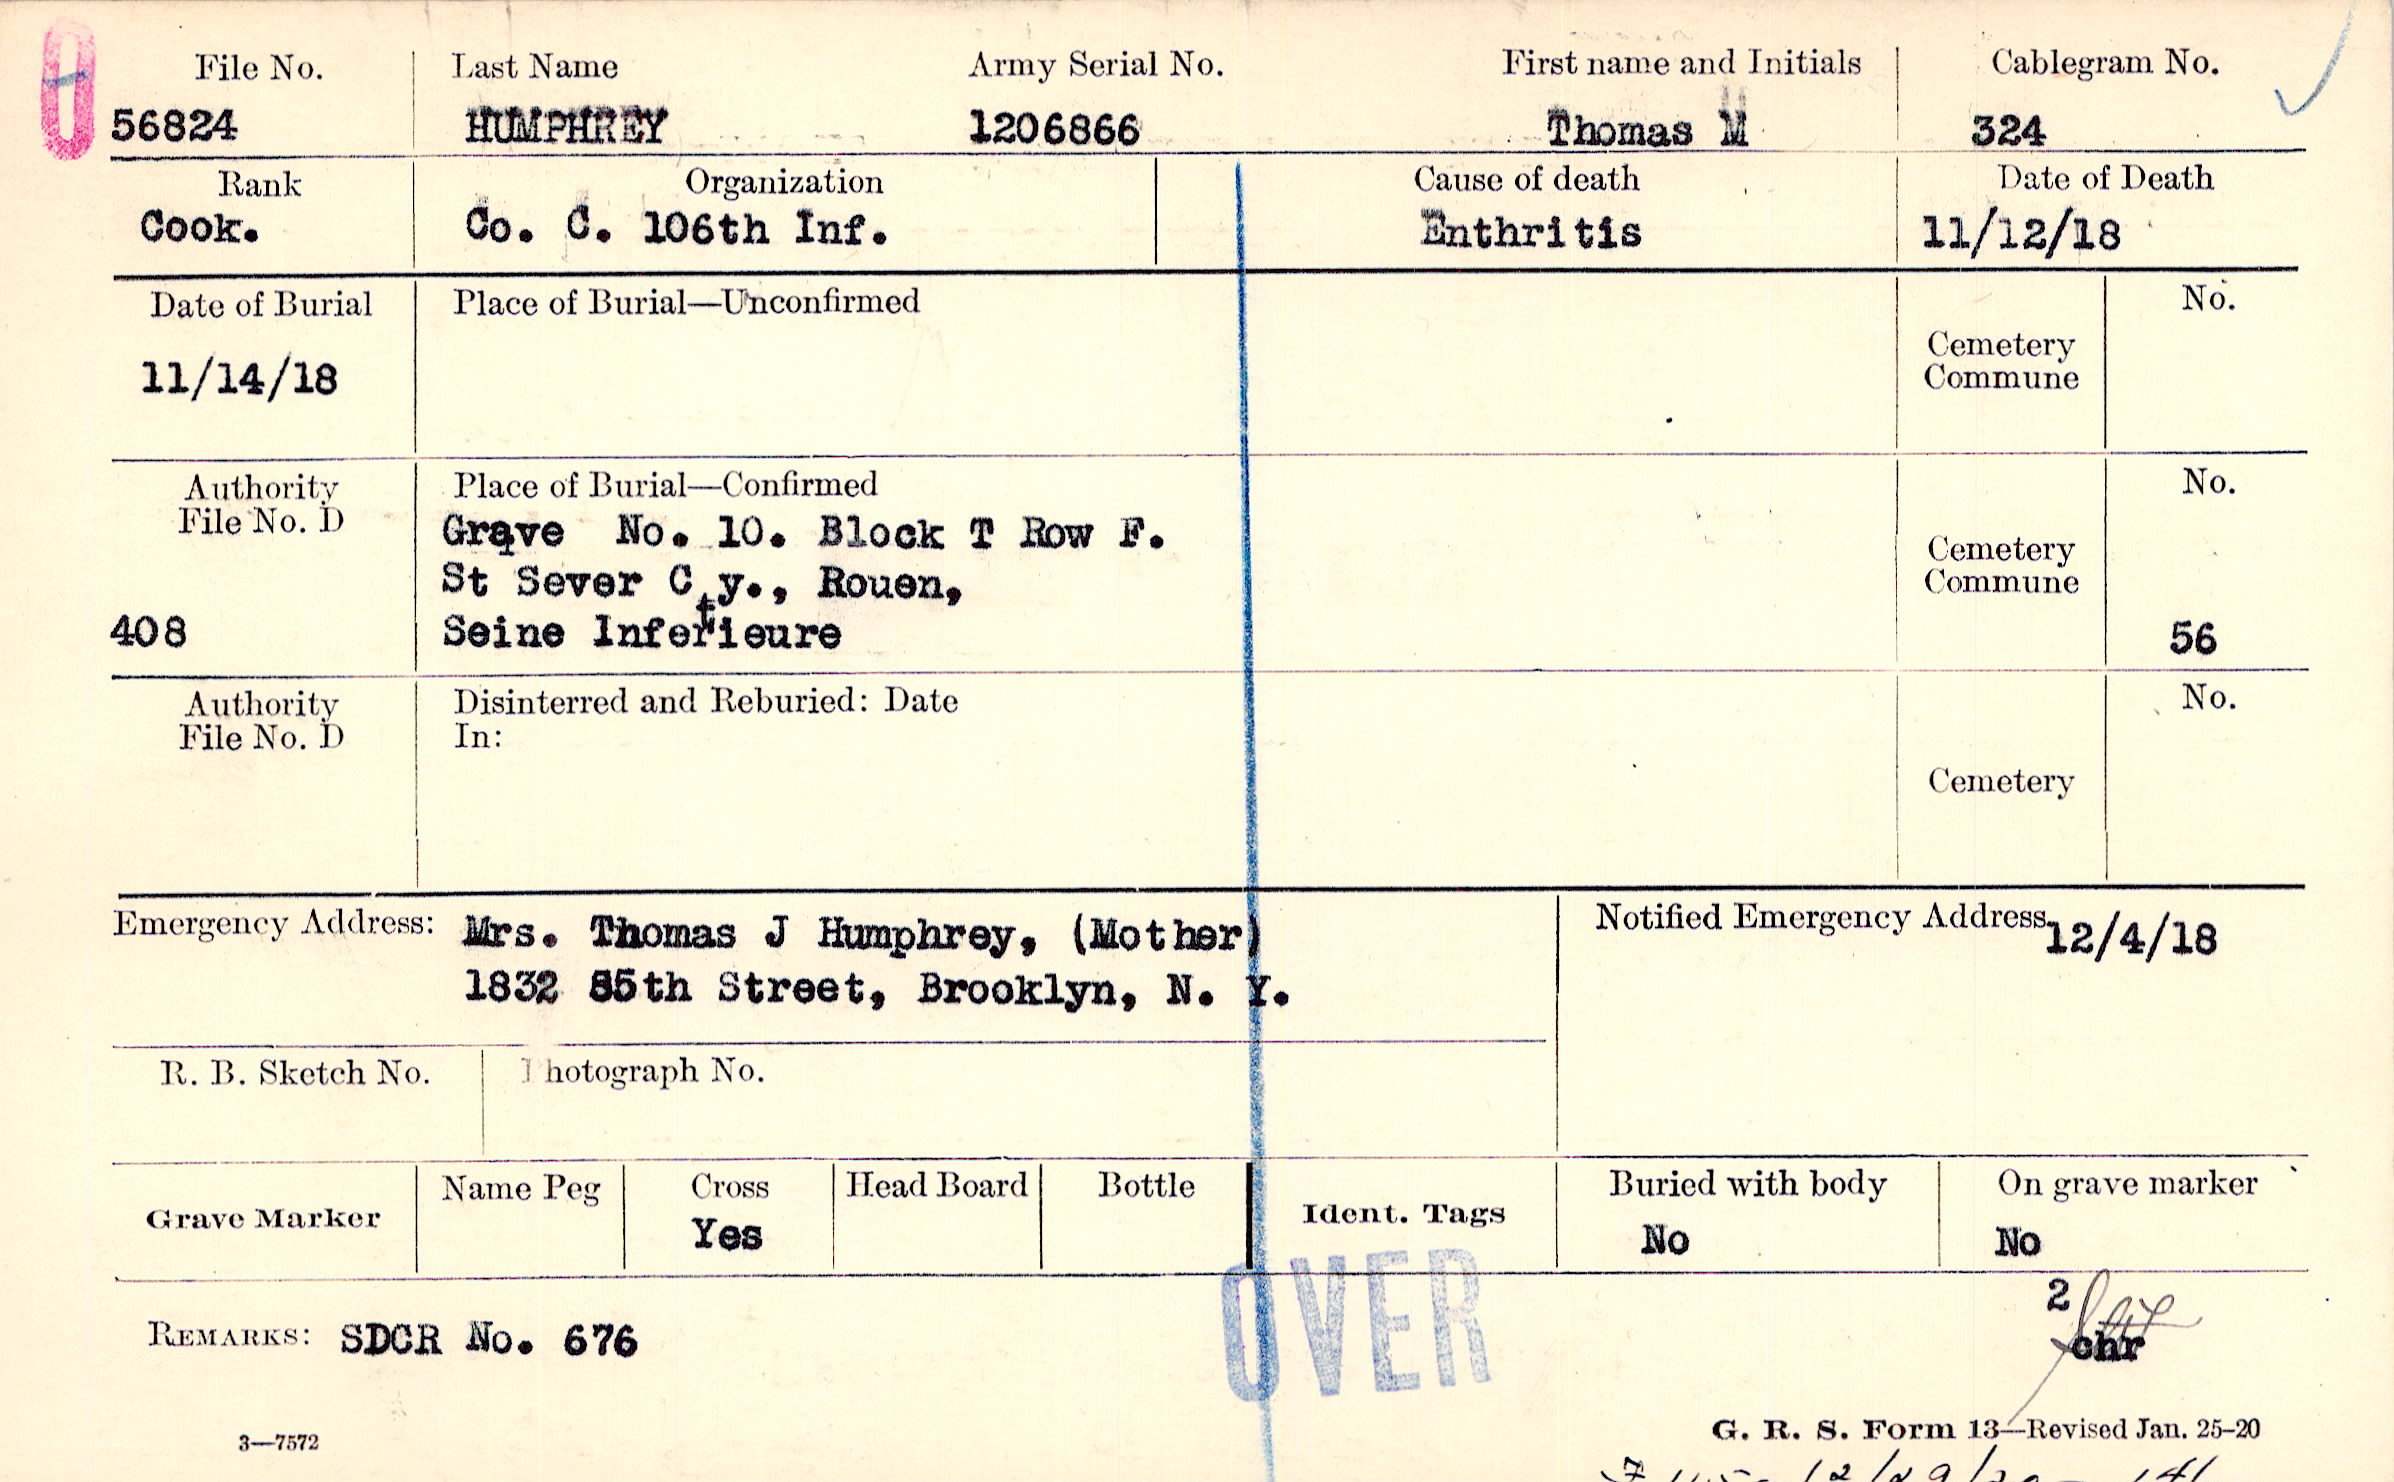 File No. Last Name Army Serial No. First name and Initials Cablegram No.
56824 HUMPHREY 1206866 Thomas M 324
Rank Organization Cause of death Date of Death
Cook. Co. C. 106th Inf. Enthritis 11/12/18
Date of Burial Place of Burial—Unconfirmed No.
Cemetery
Commune
11/14/18
Authority Place of Burial—Confirmed No.
File No. D
Grave No. 10. Block T Row F.
Cemetery
Commune
St Sever Cty., Rouen,
408 Seine Inferieure 56
Authority Disinterred and Reburied: Date No.
File No. D In:
Cemetery
Emergency Address: Mrs. Thomas J Humphrey, (Mother) Notified Emergency Address 12/4/18
1832 85th Street, Brooklyn, N. Y.
R. B. Sketch No. Photograph No.
Grave Marker Name Peg Cross Head Board Bottle Ident. Tags Buried with body On grave marker
Yes No No
OVER
2
REMARKS: SDCR No. 676 chr
3—7572 G. R. S. Form 13—Revised Jan. 25-20